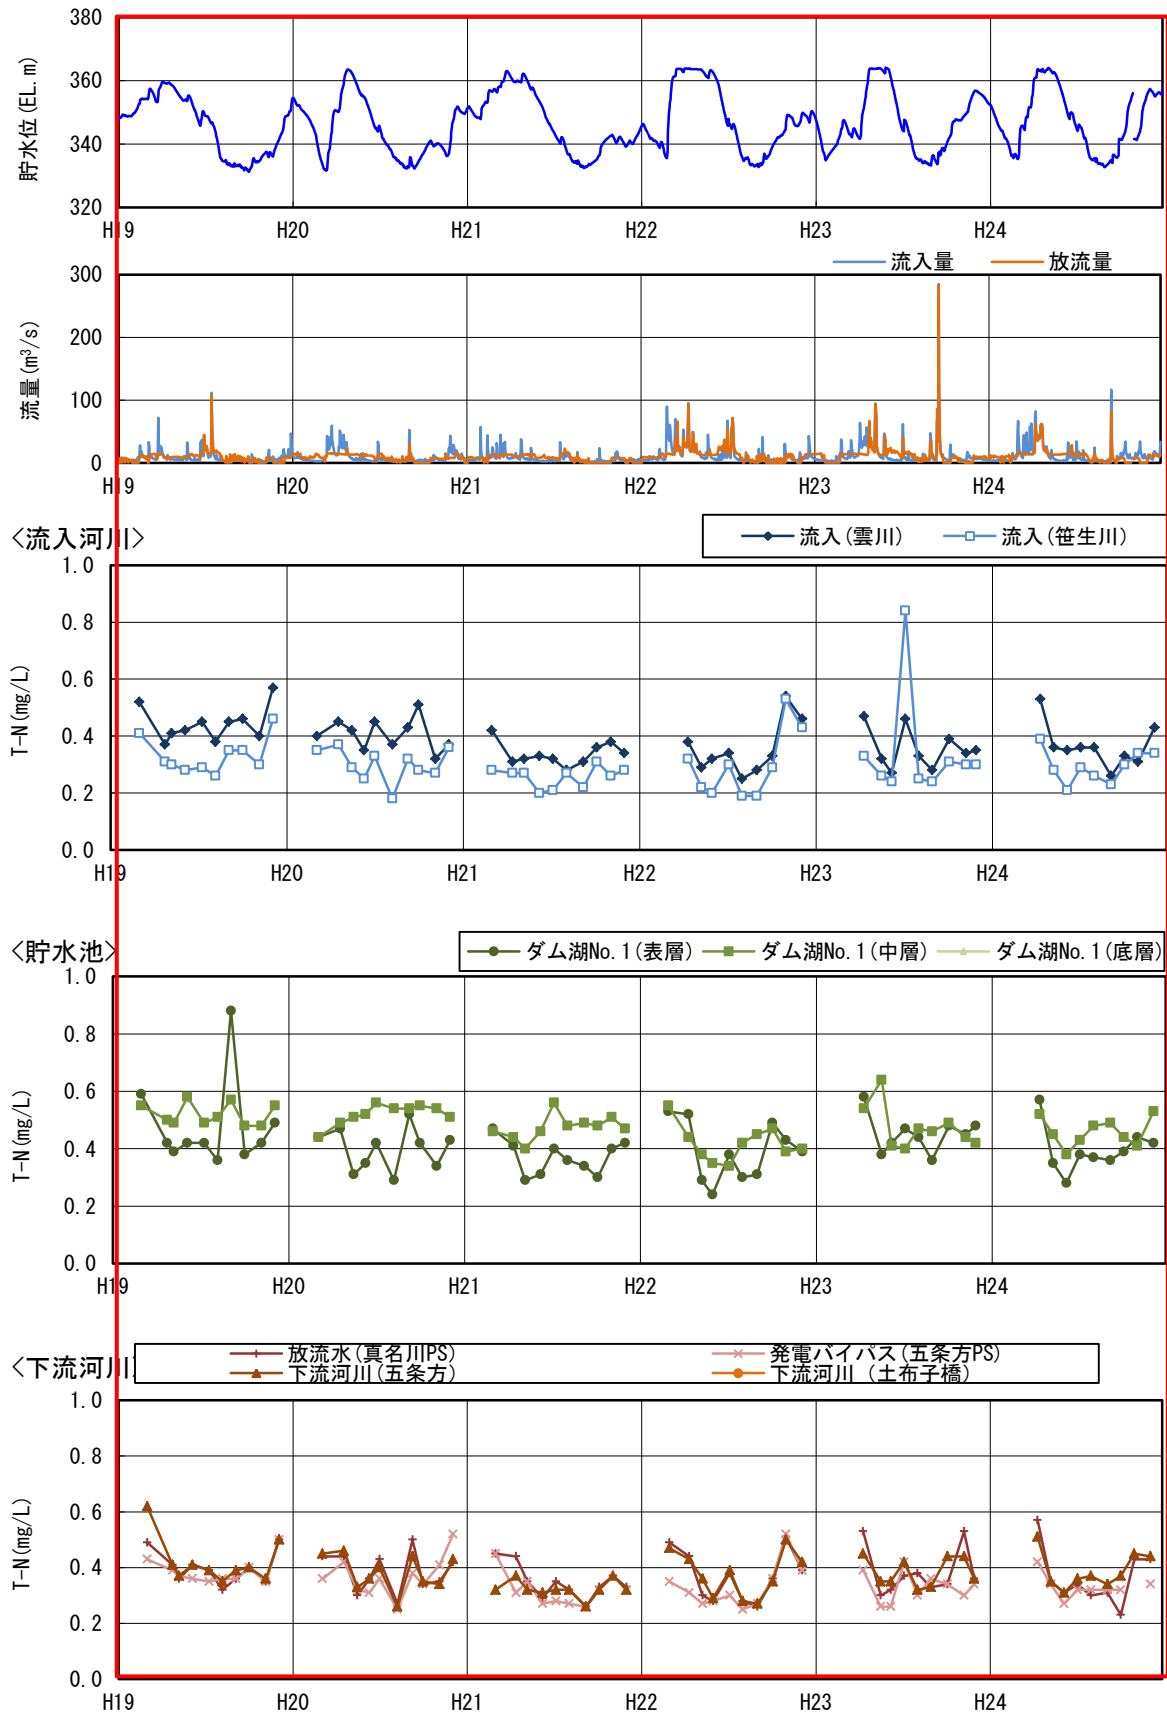 380
360
340
320
貯水位(EL.m)
H19 H20 H21 H22 H23 H24
流入量 放流量
300
200
100
0
流量(m³/s)
H19 H20 H21 H22 H23 H24
<流入河川>
流入(雲川) 流入(笹生川)
1.0
0.8
0.6
0.4
0.2
0.0
T-N(mg/L)
H19 H20 H21 H22 H23 H24
<貯水池>
ダム湖No.1(表層) ダム湖No.1(中層) ダム湖No.1(底層)
1.0
0.8
0.6
0.4
0.2
0.0
T-N(mg/L)
H19 H20 H21 H22 H23 H24
<下流河川>
放流水(真名川PS) 発電バイパス(五条方PS)
下流河川(五条方) 下流河川 (土布子橋)
1.0
0.8
0.6
0.4
0.2
0.0
T-N(mg/L)
H19 H20 H21 H22 H23 H24